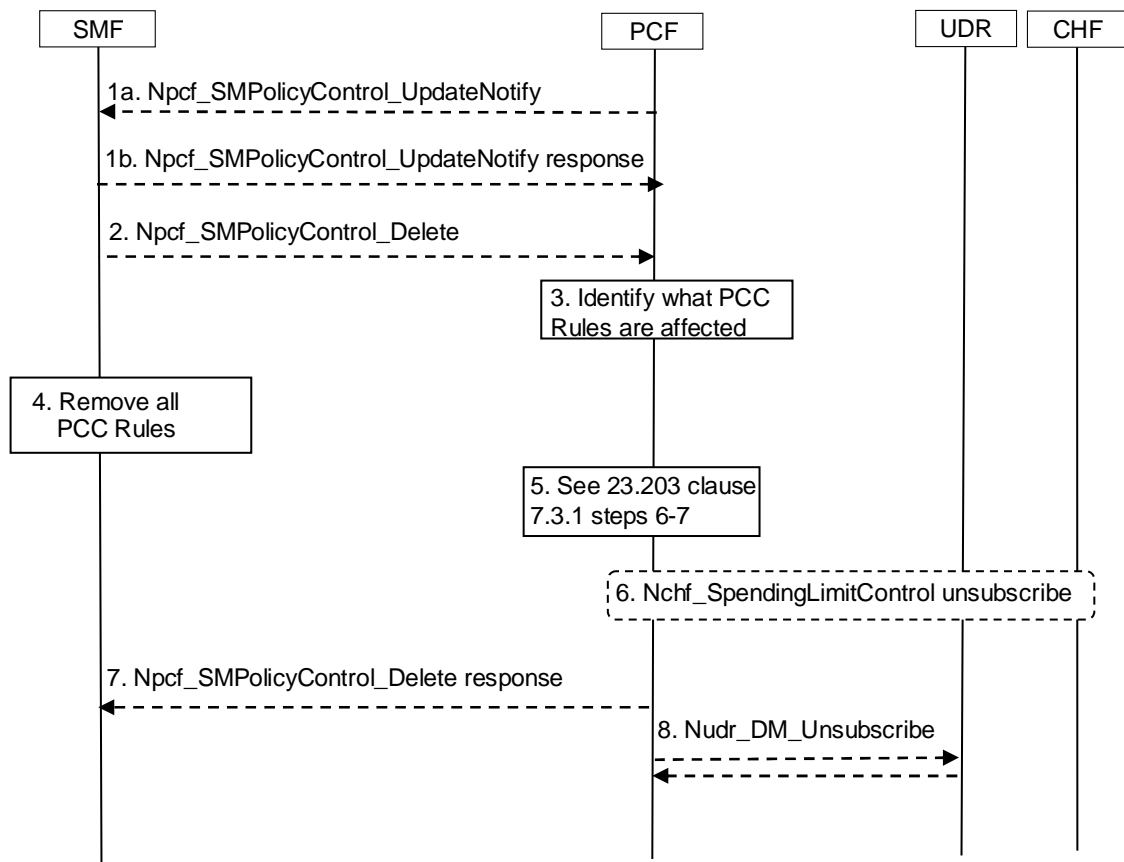 SMF
PCF
UDR
CHF
1a. Npcf_SMPolicyControl_UpdateNotify
1b. Npcf_SMPolicyControl_UpdateNotify response
2. Npcf_SMPolicyControl_Delete
3. Identify what PCC
Rules are affected
4. Remove all
PCC Rules
5. See 23.203 clause
7.3.1 steps 6-7
6. Nchf_SpendingLimitControl unsubscribe
7. Npcf_SMPolicyControl_Delete response
8. Nudr_DM_Unsubscribe